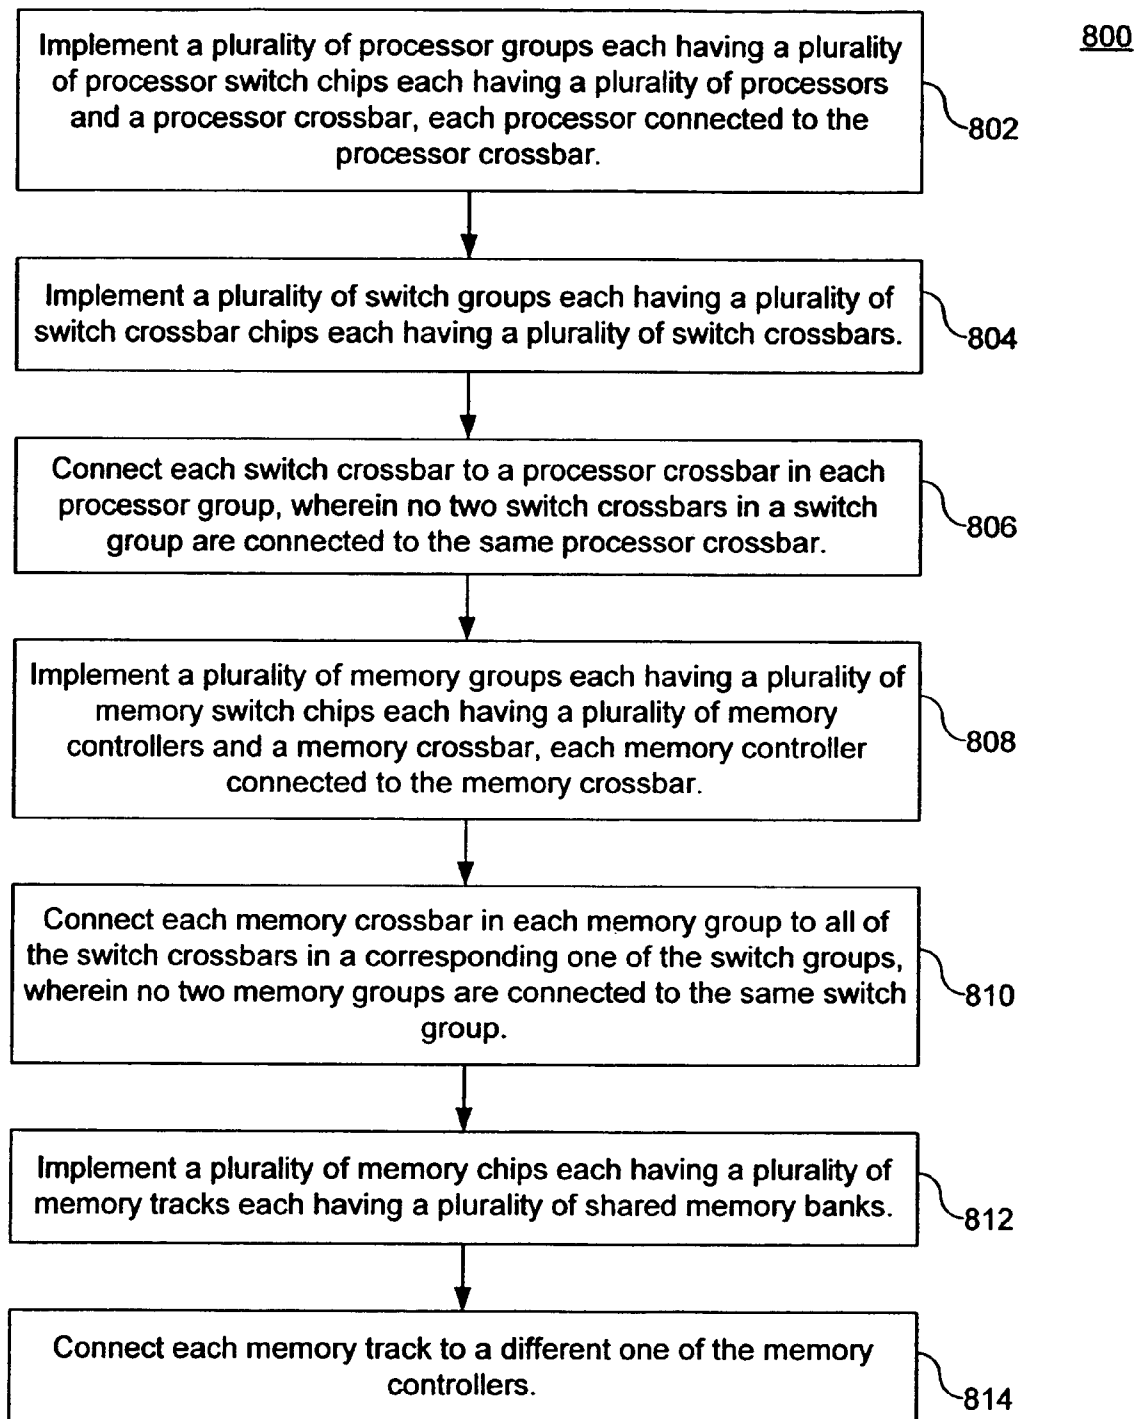 800
Implement a plurality of processor groups each having a plurality
of processor switch chips each having a plurality of processors
and a processor crossbar, each processor connected to the
processor crossbar.
802
Implement a plurality of switch groups each having a plurality of
switch crossbar chips each having a plurality of switch crossbars.
804
Connect each switch crossbar to a processor crossbar in each
processor group, wherein no two switch crossbars in a switch
group are connected to the same processor crossbar.
806
Implement a plurality of memory groups each having a plurality of
memory switch chips each having a plurality of memory
controllers and a memory crossbar, each memory controller
connected to the memory crossbar.
808
Connect each memory crossbar in each memory group to all of
the switch crossbars in a corresponding one of the switch groups,
wherein no two memory groups are connected to the same switch
group.
810
Implement a plurality of memory chips each having a plurality of
memory tracks each having a plurality of shared memory banks.
812
Connect each memory track to a different one of the memory
controllers.
814